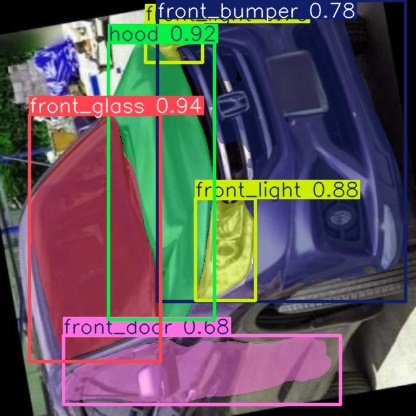 front_bumper 0.78
hood 0.92
front_glass 0.94
front_light 0.88
front_door 0.68